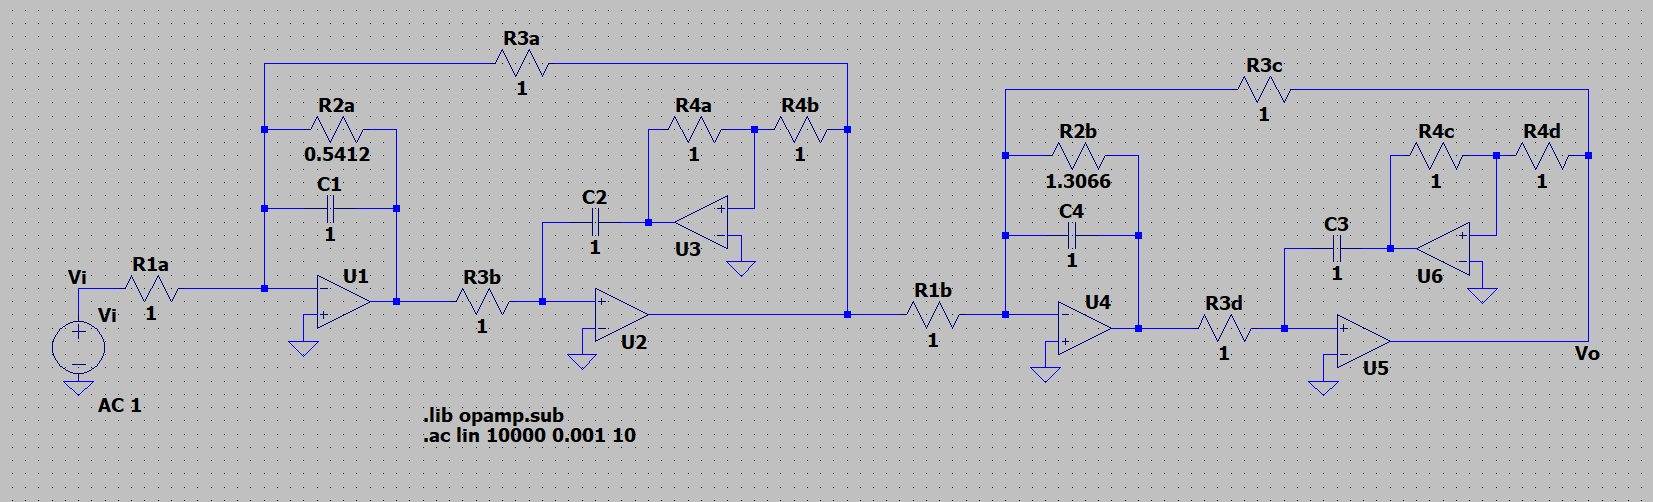 R3a
1
R3c
1
R2a
0.5412
R4a
1
R4b
1
R2b
1.3066
R4c
1
R4d
1
C1
1
C2
1
U3
C4
1
C3
1
U6
Vi
R1a
1
U1
R3b
1
U2
R1b
1
U4
R3d
1
U5
Vo
Vi
AC 1
.lib opamp.sub
.ac lin 10000 0.001 10